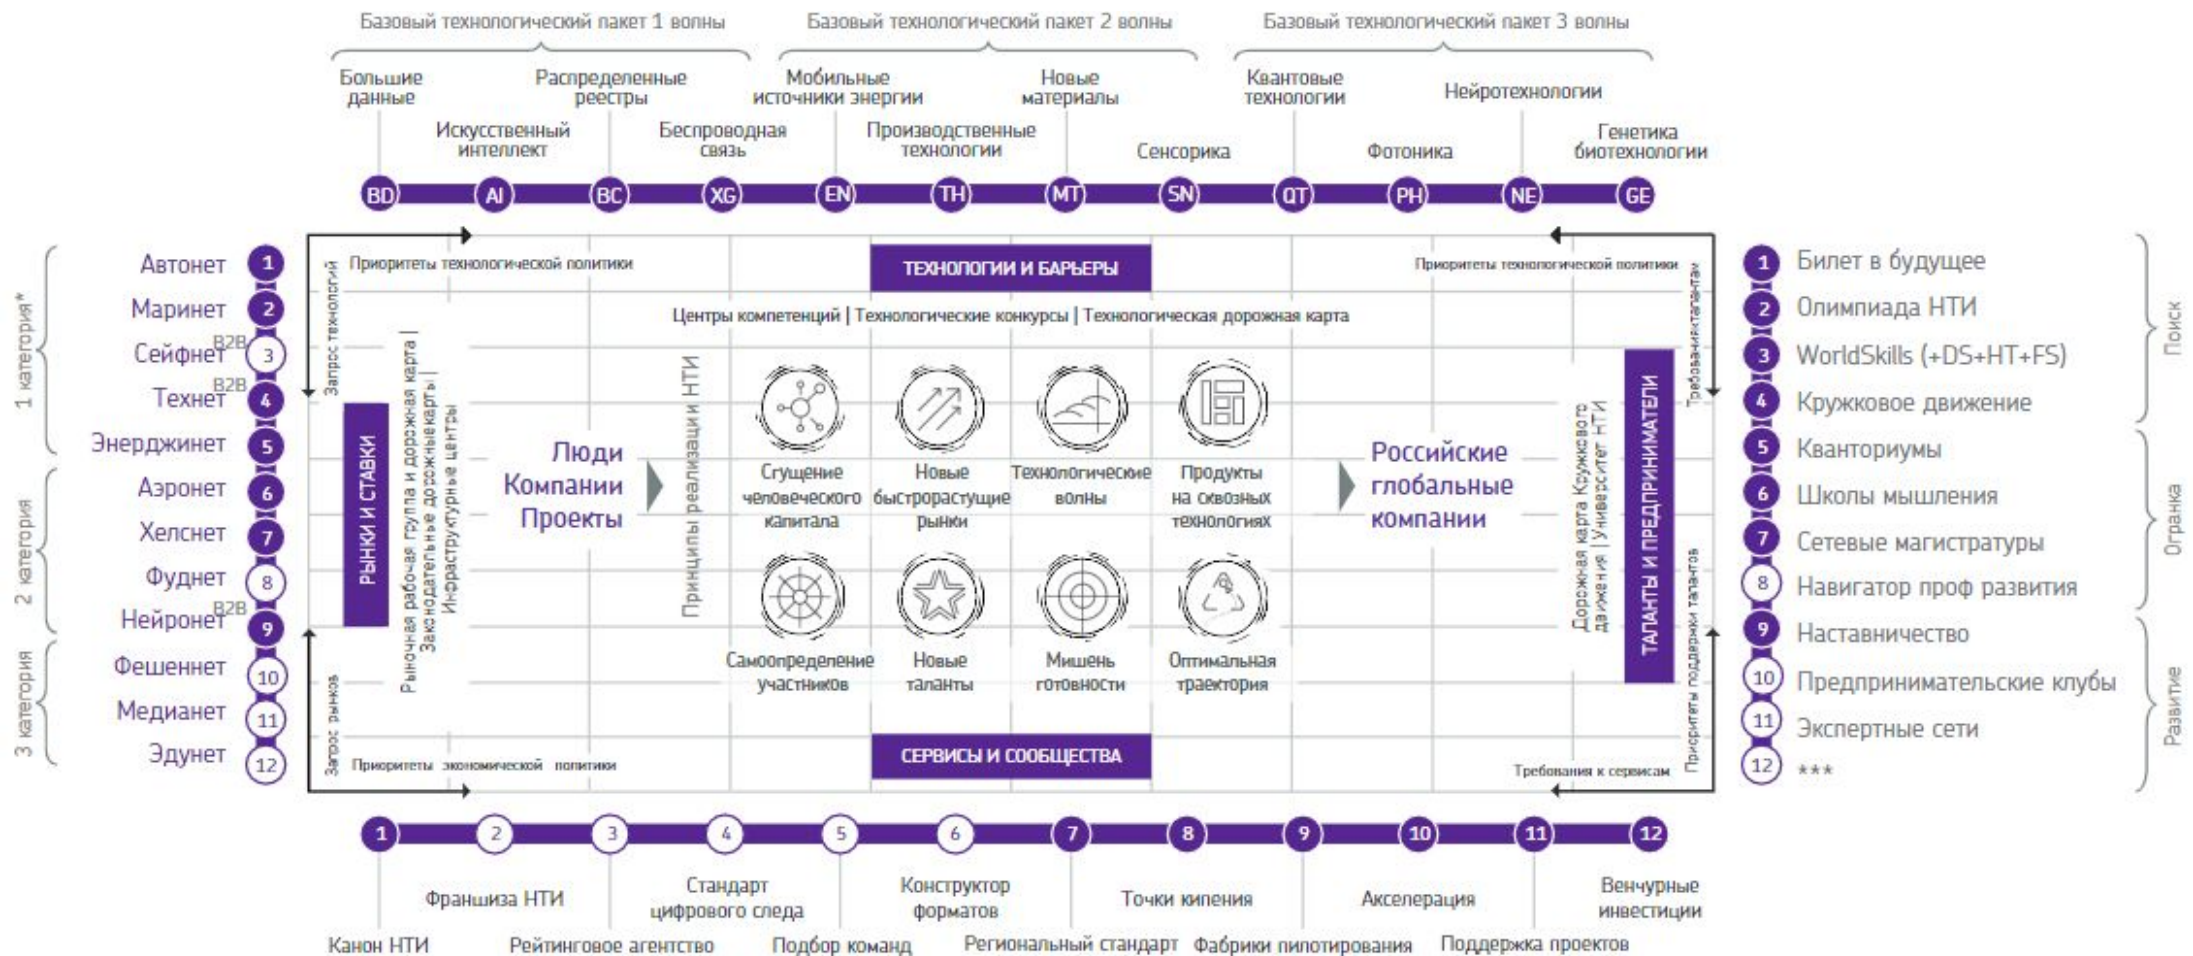 Базовый технологический пакет 1 волны
Базовый технологический пакет 2 волны
Базовый технологический пакет 3 волны
Большие
данные
Искусственный
интеллект
Распределенные
реестры
Беспроводная
связь
Мобильные
источники энергии
Производственные
технологии
Новые
материалы
Сенсорика
Квантовые
технологии
Фотоника
Нейротехнологии
Генетика
биотехнологии
BD
AI
BC
XG
EN
TH
MT
SN
QT
PH
NE
GE
1 категория*
2 категория
3 категория
Автонет 1
Маринет 2
Сейфнет B2B 3
Технет B2B 4
Энерджинет 5
Аэронет 6
Хелснет 7
Фуднет 8
Нейронет B2B 9
Фешеннет 10
Медианет 11
Эдунет 12
Запрос технологий
Приоритеты технологической политики
ТЕХНОЛОГИИ И БАРЬЕРЫ
Приоритеты технологической политики
Требования к талантам
Центры компетенций | Технологические конкурсы | Технологическая дорожная карта
РЫНКИ И СТАВКИ
Рыночная рабочая группа и дорожная карта |
Законодательные дорожные карты |
Инфраструктурные центры
Люди
Компании
Проекты
Принципы реализации НТИ
Сгущение
человеческого
капитала
Новые
быстрорастущие
рынки
Технологические
волны
Продукты
на сквозных
технологиях
Самоопределение
участников
Новые
таланты
Мишень
готовности
Оптимальная
траектория
Российские
глобальные
компании
Дорожная карта Кружкового
движения | Университет НТИ
ТАЛАНТЫ И ПРЕДПРИНИМАТЕЛИ
Запрос рынков
Приоритеты экономической политики
СЕРВИСЫ И СООБЩЕСТВА
Требования к сервисам
Приоритеты поддержки талантов
1 Билет в будущее
2 Олимпиада НТИ
3 WorldSkills (+DS+HT+FS)
4 Кружковое движение
5 Кванториумы
6 Школы мышления
7 Сетевые магистратуры
8 Навигатор проф развития
9 Наставничество
10 Предпринимательские клубы
11 Экспертные сети
12 ***
Поиск
Огранка
Развитие
1
2
3
4
5
6
7
8
9
10
11
12
Канон НТИ
Франшиза НТИ
Рейтинговое агентство
Стандарт
цифрового следа
Подбор команд
Конструктор
форматов
Региональный стандарт
Точки кипения
Фабрики пилотирования
Акселерация
Поддержка проектов
Венчурные
инвестиции